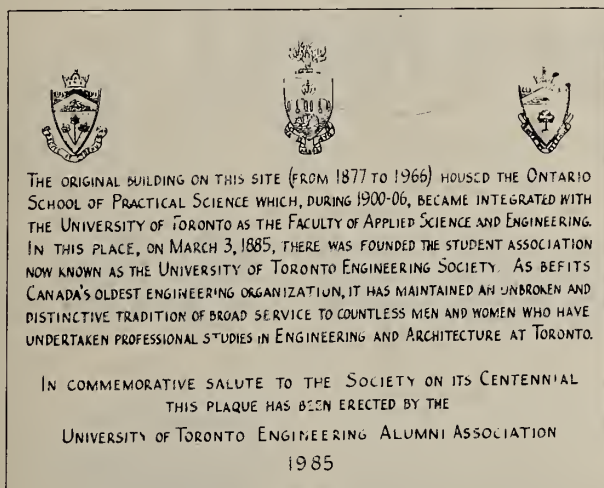 THE ORIGINAL BUILDING ON THIS SITE (FROM 1877 TO 1966) HOUSED THE ONTARIO
SCHOOL OF PRACTICAL SCIENCE WHICH, DURING 1900-06, BECAME INTEGRATED WITH
THE UNIVERSITY OF TORONTO AS THE FACULTY OF APPLIED SCIENCE AND ENGINEERING.
IN THIS PLACE, ON MARCH 3, 1885, THERE WAS FOUNDED THE STUDENT ASSOCIATION
NOW KNOWN AS THE UNIVERSITY OF TORONTO ENGINEERING SOCIETY. AS BEFITS
CANADA'S OLDEST ENGINEERING ORGANIZATION, IT HAS MAINTAINED AN UNBROKEN AND
DISTINCTIVE TRADITION OF BROAD SERVICE TO COUNTLESS MEN AND WOMEN WHO HAVE
UNDERTAKEN PROFESSIONAL STUDIES IN ENGINEERING AND ARCHITECTURE AT TORONTO.
IN COMMEMORATIVE SALUTE TO THE SOCIETY ON ITS CENTENNIAL
THIS PLAQUE HAS BEEN ERECTED BY THE
UNIVERSITY OF TORONTO ENGINEERING ALUMNI ASSOCIATION
1985